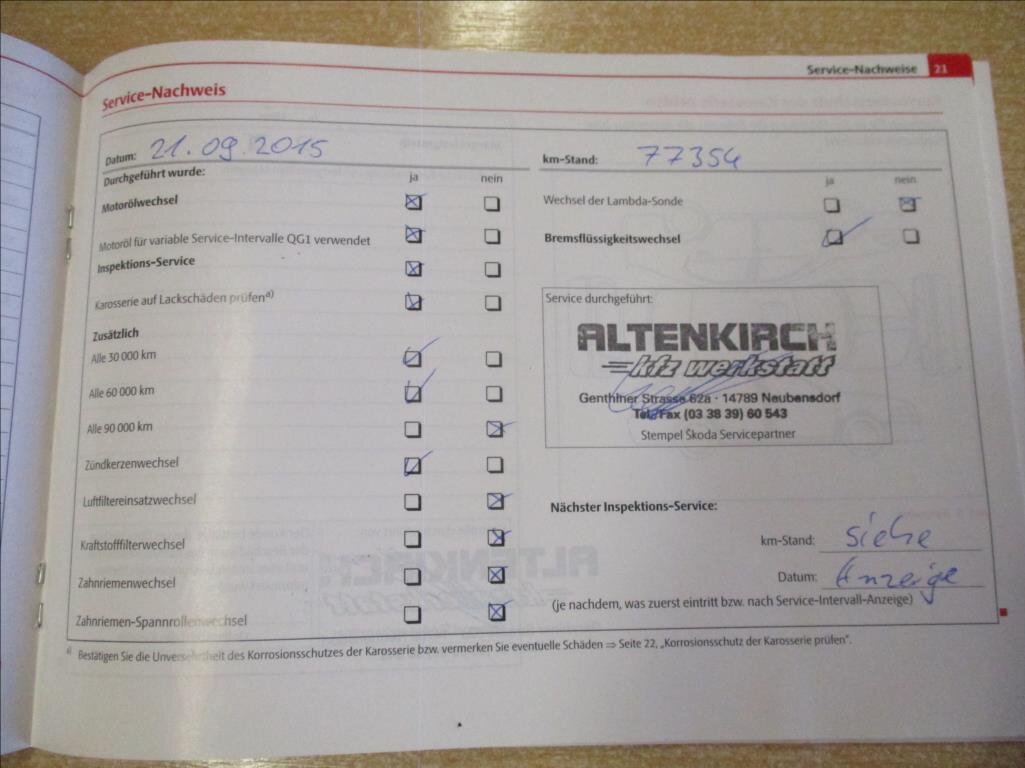 Service-Nachweise 21
Service-Nachweis
Datum: 21.09.2015
km-Stand: 77354
Durchgeführt wurde: ja nein
ja nein
Motorölwechsel
Wechsel der Lambda-Sonde
Motoröl für variable Service-Intervalle QG1 verwendet
Bremsflüssigkeitswechsel
Inspektions-Service
Karosserie auf Lackschäden prüfen a)
Zusätzlich
Alle 30 000 km
Alle 60 000 km
Alle 90 000 km
Zündkerzenwechsel
Luftfiltereinsatzwechsel
Kraftstofffilterwechsel
Zahnriemenwechsel
Zahnriemen-Spannrollenwechsel
Service durchgeführt:
ALTENKIRCH
kfz werkstatt
Genthiner Strasse 62a · 14789 Neubensdorf
Tel./Fax (03 38 39) 60 543
Stempel Škoda Servicepartner
Nächster Inspektions-Service:
km-Stand: siehe
Datum: Anzeige
(je nachdem, was zuerst eintritt bzw. nach Service-Intervall-Anzeige)
a) Bestätigen Sie die Unversehrtheit des Korrosionsschutzes der Karosserie bzw. vermerken Sie eventuelle Schäden ⇒ Seite 22, „Korrosionsschutz der Karosserie prüfen“.